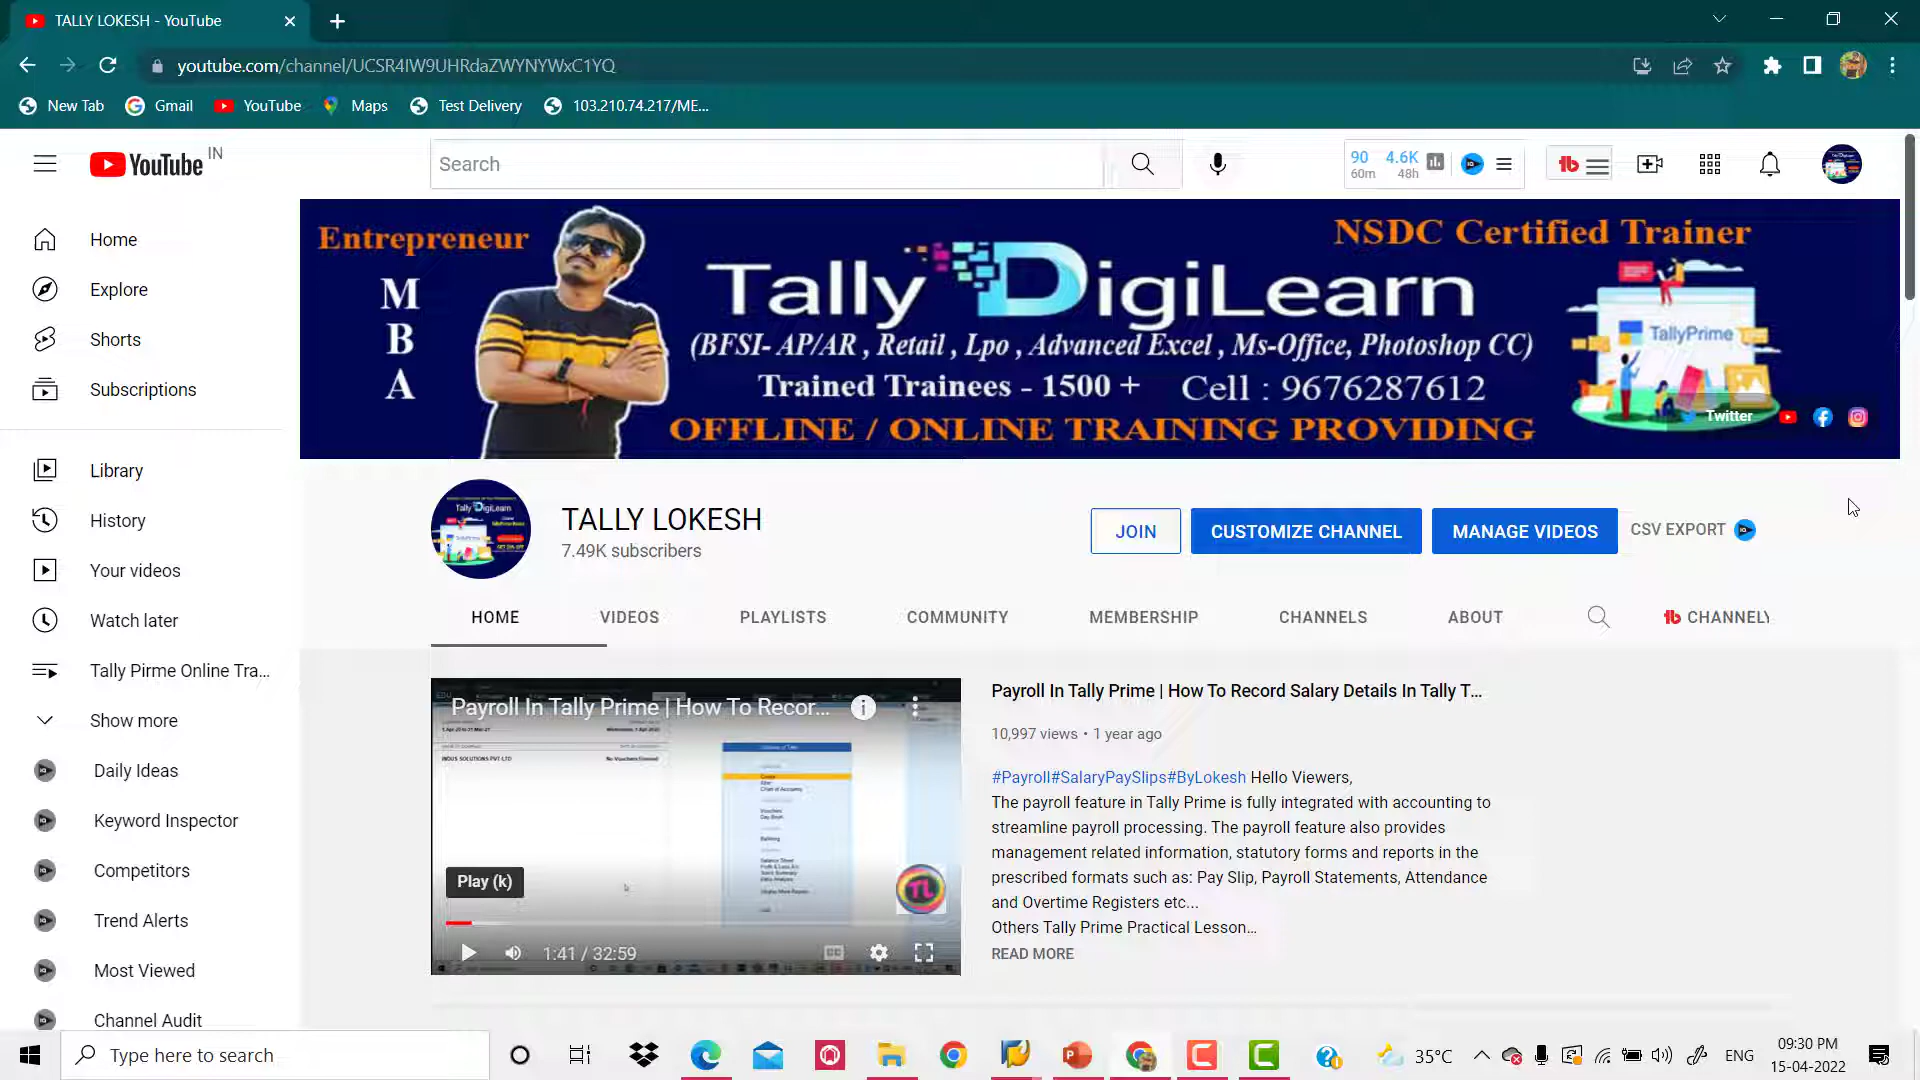 TALLY LOKESH - YouTube
youtube.com/channel/UCSR4IW9UHRdaZWYNYWxC1YQ
New Tab
Gmail
YouTube
Maps
Test Delivery
103.210.74.217/ME...
YouTube IN
Search
90 4.6K
60m 48h
Home
Explore
Shorts
Subscriptions
Library
History
Your videos
Watch later
Tally Pirme Online Tra...
Show more
Daily Ideas
Keyword Inspector
Competitors
Trend Alerts
Most Viewed
Channel Audit
Entrepreneur
M
B
A
NSDC Certified Trainer
Tally DigiLearn
(BFSI- AP/AR , Retail , Lpo , Advanced Excel , Ms-Office, Photoshop CC)
Trained Trainees - 1500 + Cell : 9676287612
OFFLINE / ONLINE TRAINING PROVIDING
TallyPrime
Twitter
TALLY LOKESH
7.49K subscribers
JOIN
CUSTOMIZE CHANNEL
MANAGE VIDEOS
CSV EXPORT
HOME
VIDEOS
PLAYLISTS
COMMUNITY
MEMBERSHIP
CHANNELS
ABOUT
CHANNELY
Payroll In Tally Prime | How To Recor...
INDUS SOLUTIONS PVT LTD
Play (k)
TL
1:41 / 32:59
Payroll In Tally Prime | How To Record Salary Details In Tally T...
10,997 views • 1 year ago
#Payroll#SalaryPaySlips#ByLokesh Hello Viewers,
The payroll feature in Tally Prime is fully integrated with accounting to
streamline payroll processing. The payroll feature also provides
management related information, statutory forms and reports in the
prescribed formats such as: Pay Slip, Payroll Statements, Attendance
and Overtime Registers etc...
Others Tally Prime Practical Lesson...
READ MORE
Type here to search
35°C
ENG
09:30 PM
15-04-2022